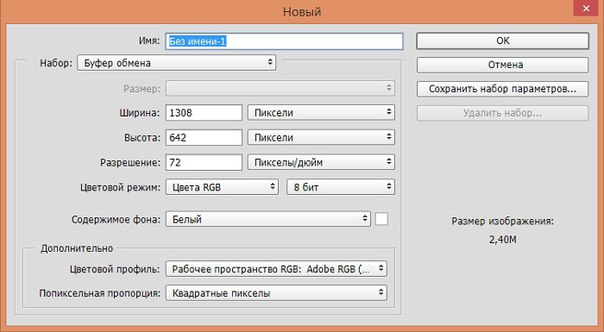 Новый
Имя: Без имени-1
Набор: Буфер обмена
Размер:
Ширина: 1308 Пиксели
Высота: 642 Пиксели
Разрешение: 72 Пикселы/дюйм
Цветовой режим: Цвета RGB 8 бит
Содержимое фона: Белый
Дополнительно
Цветовой профиль: Рабочее пространство RGB: Adobe RGB (...
Попиксельная пропорция: Квадратные пикселы
OK
Отмена
Сохранить набор параметров...
Удалить набор...
Размер изображения:
2,40M